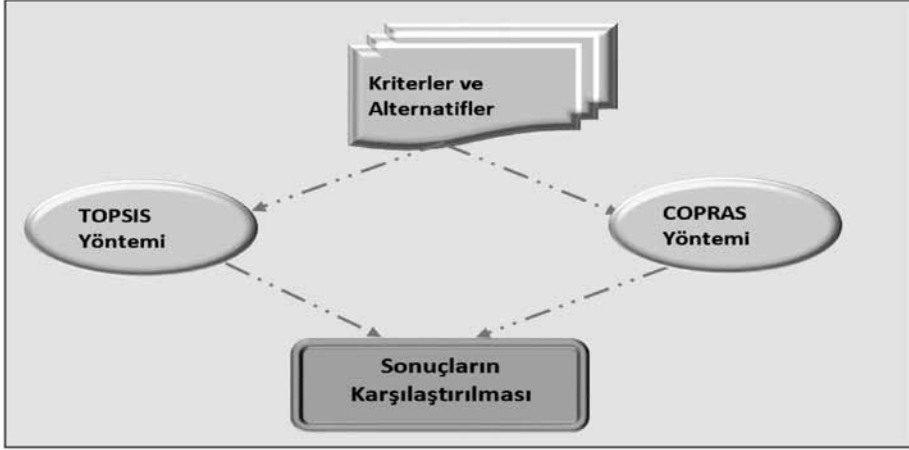 Kriterler ve
Alternatifler
TOPSIS
Yöntemi
COPRAS
Yöntemi
Sonuçların
Karşılaştırılması